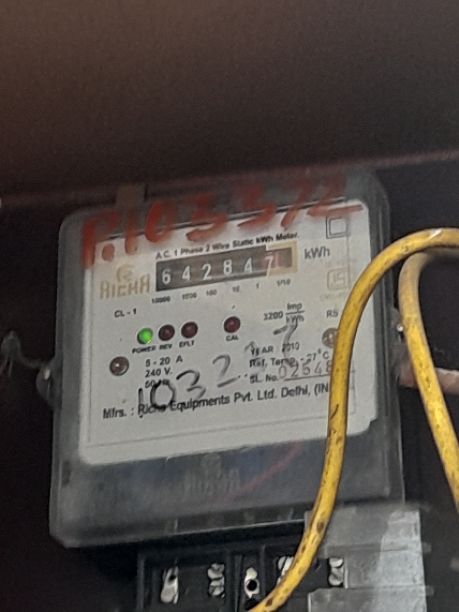 P.103372
A.C. 1 Phase 2 Wire Static kWh Meter.
RICHA
642847
kWh
10000 1000 100 10 1 1/10
CL - 1
3200 Imp/kWh
POWER REV EFLT CAL
5 - 20 A
YEAR 2010
240 V.
Ref. Temp. - 27°C
SL. No.
Mfrs. : Richa Equipments Pvt. Ltd. Delhi, (IN